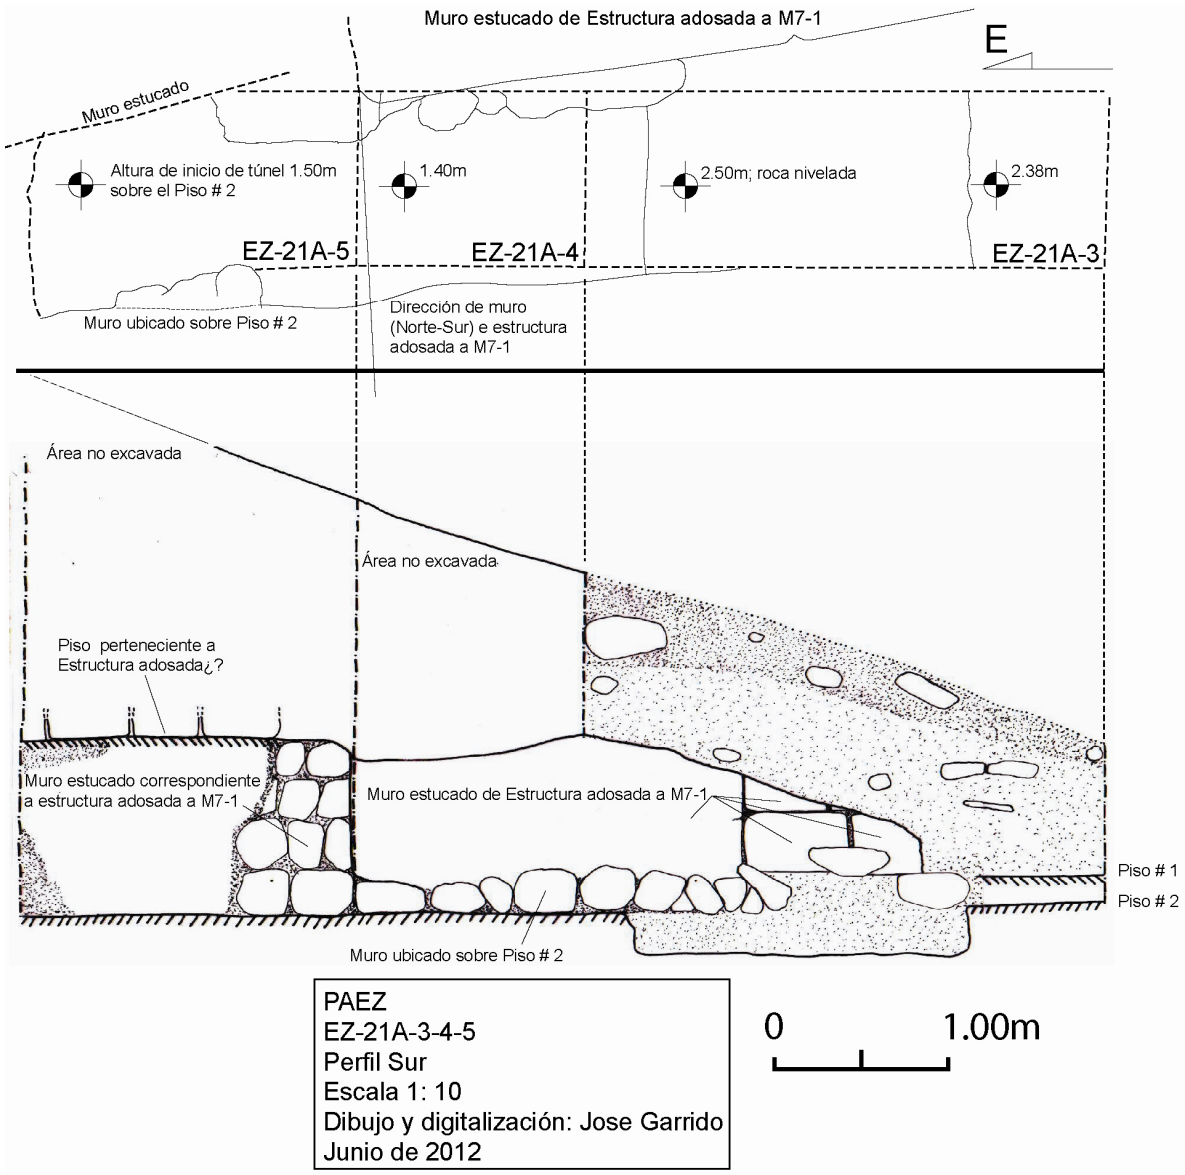 Muro estucado de Estructura adosada a M7-1
E
Muro estucado
Altura de inicio de túnel 1.50m
sobre el Piso # 2
1.40m
2.50m; roca nivelada
2.38m
EZ-21A-5
EZ-21A-4
EZ-21A-3
Muro ubicado sobre Piso # 2
Dirección de muro
(Norte-Sur) e estructura
adosada a M7-1
Área no excavada
Área no excavada
Piso perteneciente a
Estructura adosada¿?
Muro estucado correspondiente
a estructura adosada a M7-1
Muro estucado de Estructura adosada a M7-1
Piso # 1
Piso # 2
Muro ubicado sobre Piso # 2
PAEZ
EZ-21A-3-4-5
Perfil Sur
Escala 1: 10
Dibujo y digitalización: Jose Garrido
Junio de 2012
0 1.00m